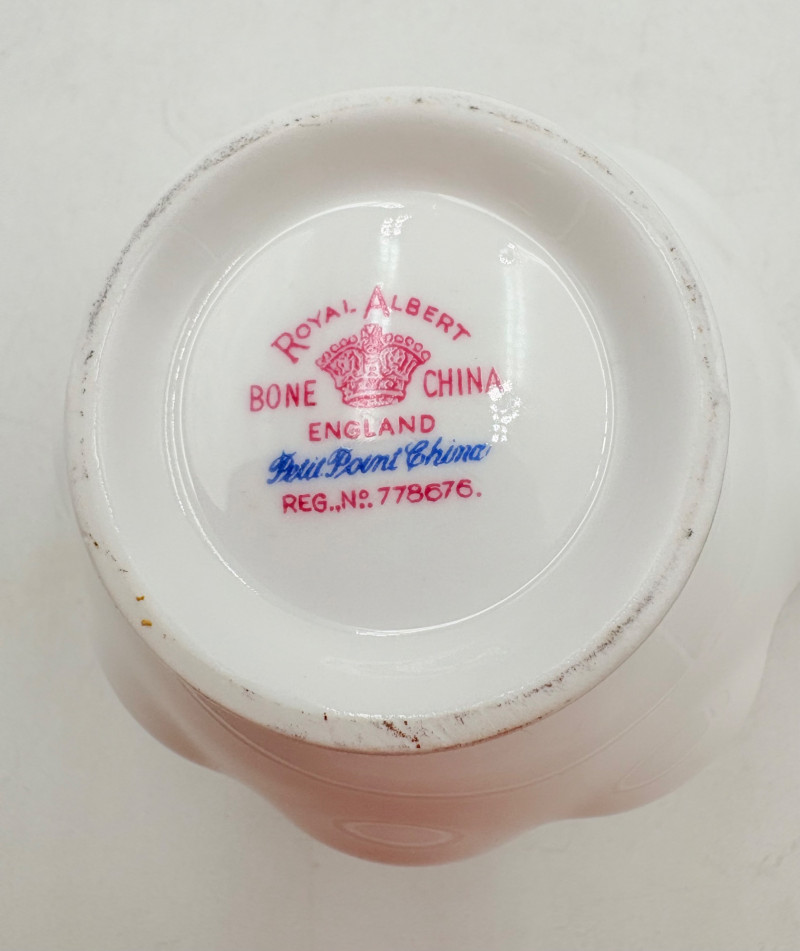 ROYAL ALBERT
BONE CHINA
ENGLAND
Petit Point China
REG., No. 778676.